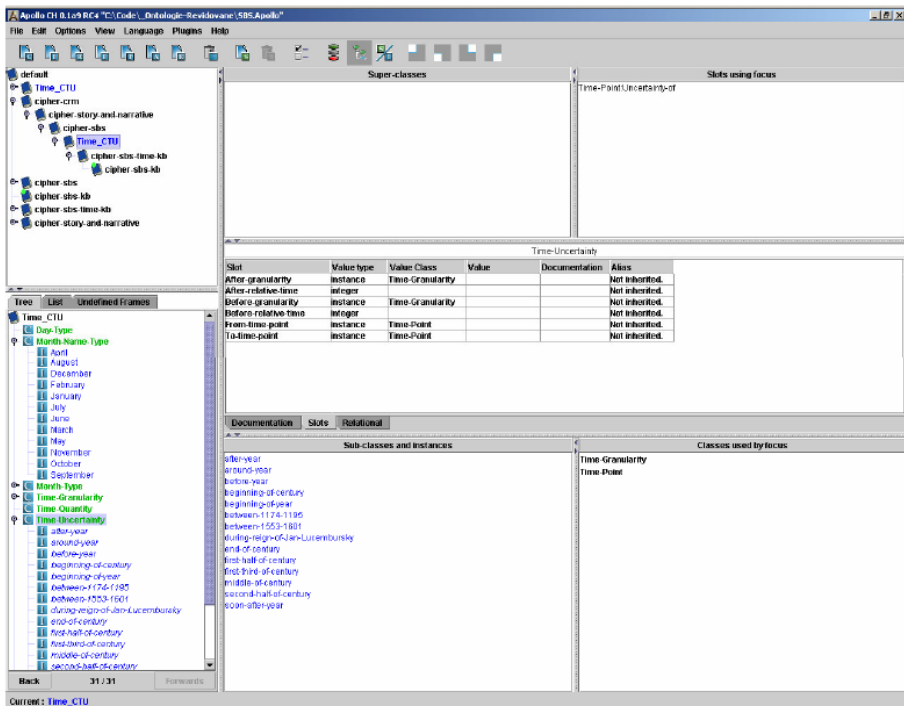 Apollo CH 0.1a9 RC4 "C:\Code\_Ontologie-Revidovane\SBS.Apollo"
File Edit Options View Language Plugins Help
default
Time_CTU
cipher-crm
cipher-story-and-narrative
cipher-sbs
Time_CTU
cipher-sbs-time-kb
cipher-sbs-kb
cipher-sbs
cipher-sbs-kb
cipher-sbs-time-kb
cipher-story-and-narrative
Super-classes
Slots using focus
Time-Point:Uncertainty-of
Time-Uncertainty
Slot Value type Value Class Value Documentation Alias
After-granularity instance Time-Granularity Not inherited.
After-relative-time integer Not inherited.
Before-granularity instance Time-Granularity Not inherited.
Before-relative-time integer Not inherited.
From-time-point instance Time-Point Not inherited.
To-time-point instance Time-Point Not inherited.
Documentation Slots Relational
Tree List Undefined Frames
Time_CTU
Day-Type
Month-Name-Type
April
August
December
February
January
July
June
March
May
November
October
September
Month-Type
Time-Granularity
Time-Quantity
Time-Uncertainty
after-year
around-year
before-year
beginning-of-century
beginning-of-year
between-1174-1195
between-1553-1601
during-reign-of-Jan-Lucembursky
end-of-century
first-half-of-century
first-third-of-century
middle-of-century
second-half-of-century
Back 31 / 31 Forwards
Sub-classes and instances
after-year
around-year
before-year
beginning-of-century
beginning-of-year
between-1174-1195
between-1553-1601
during-reign-of-Jan-Lucembursky
end-of-century
first-half-of-century
first-third-of-century
middle-of-century
second-half-of-century
soon-after-year
Classes used by focus
Time-Granularity
Time-Point
Current : Time_CTU